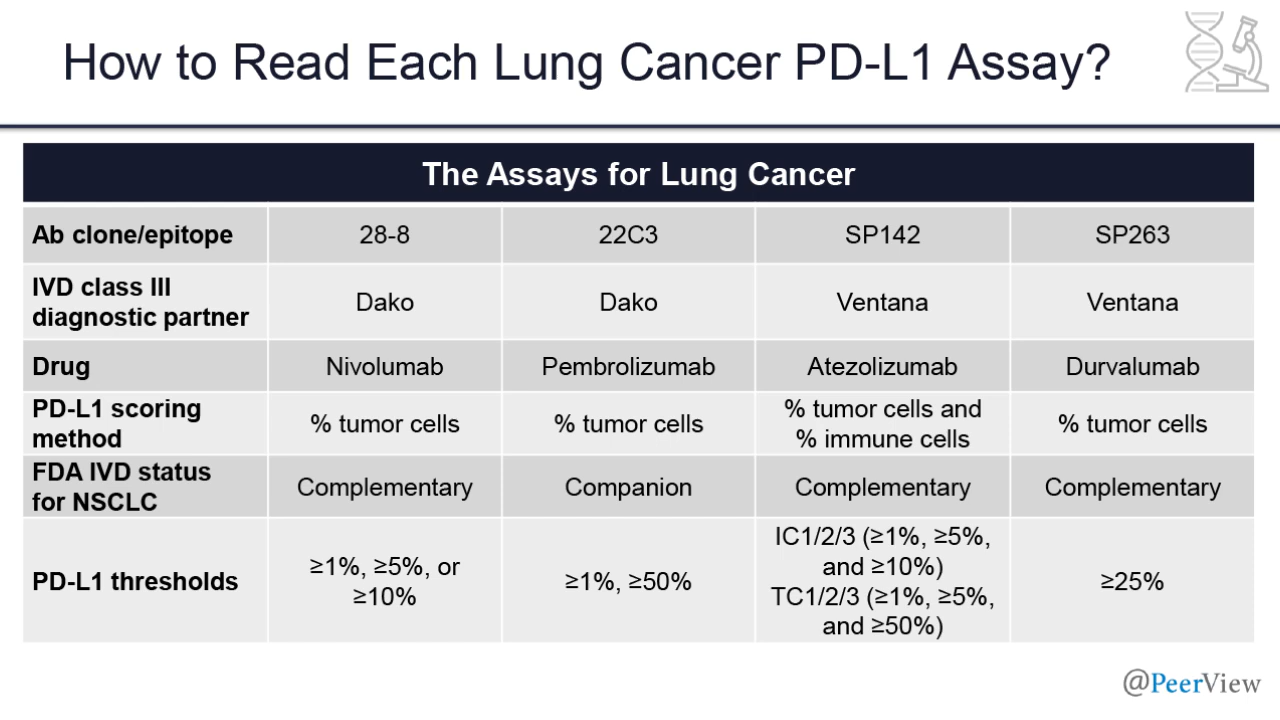 How to Read Each Lung Cancer PD-L1 Assay?
The Assays for Lung Cancer
Ab clone/epitope 28-8 22C3 SP142 SP263
IVD class III
diagnostic partner Dako Dako Ventana Ventana
Drug Nivolumab Pembrolizumab Atezolizumab Durvalumab
PD-L1 scoring
method % tumor cells % tumor cells % tumor cells and
% immune cells % tumor cells
FDA IVD status
for NSCLC Complementary Companion Complementary Complementary
PD-L1 thresholds ≥1%, ≥5%, or
≥10% ≥1%, ≥50% IC1/2/3 (≥1%, ≥5%,
and ≥10%)
TC1/2/3 (≥1%, ≥5%,
and ≥50%) ≥25%
@PeerView